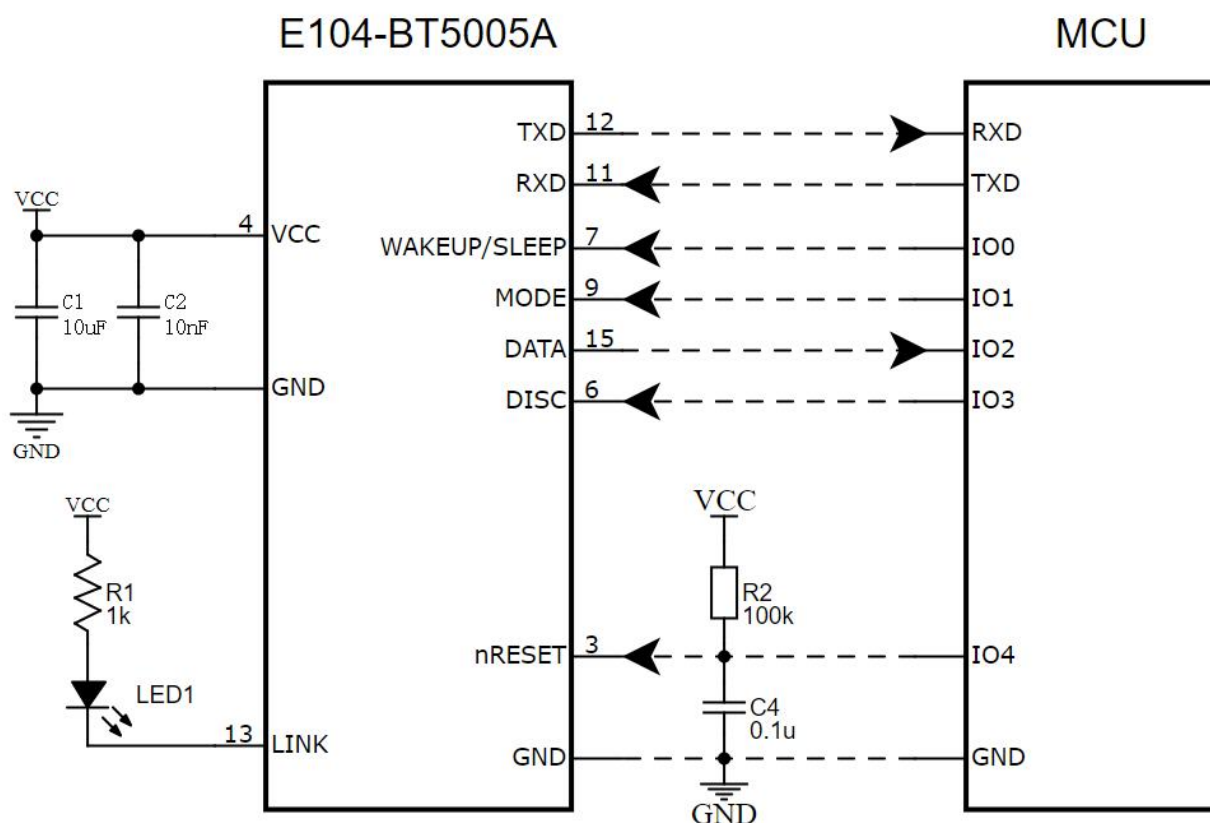 E104-BT5005A
MCU
TXD 12
RXD
RXD 11
TXD
VCC
4 VCC
WAKEUP/SLEEP 7
IO0
C1
10uF
C2
10nF
MODE 9
IO1
DATA 15
IO2
GND
DISC 6
IO3
GND
VCC
VCC
R1
1k
R2
100k
nRESET 3
IO4
LED1
C4
0.1u
13 LINK
GND
GND
GND